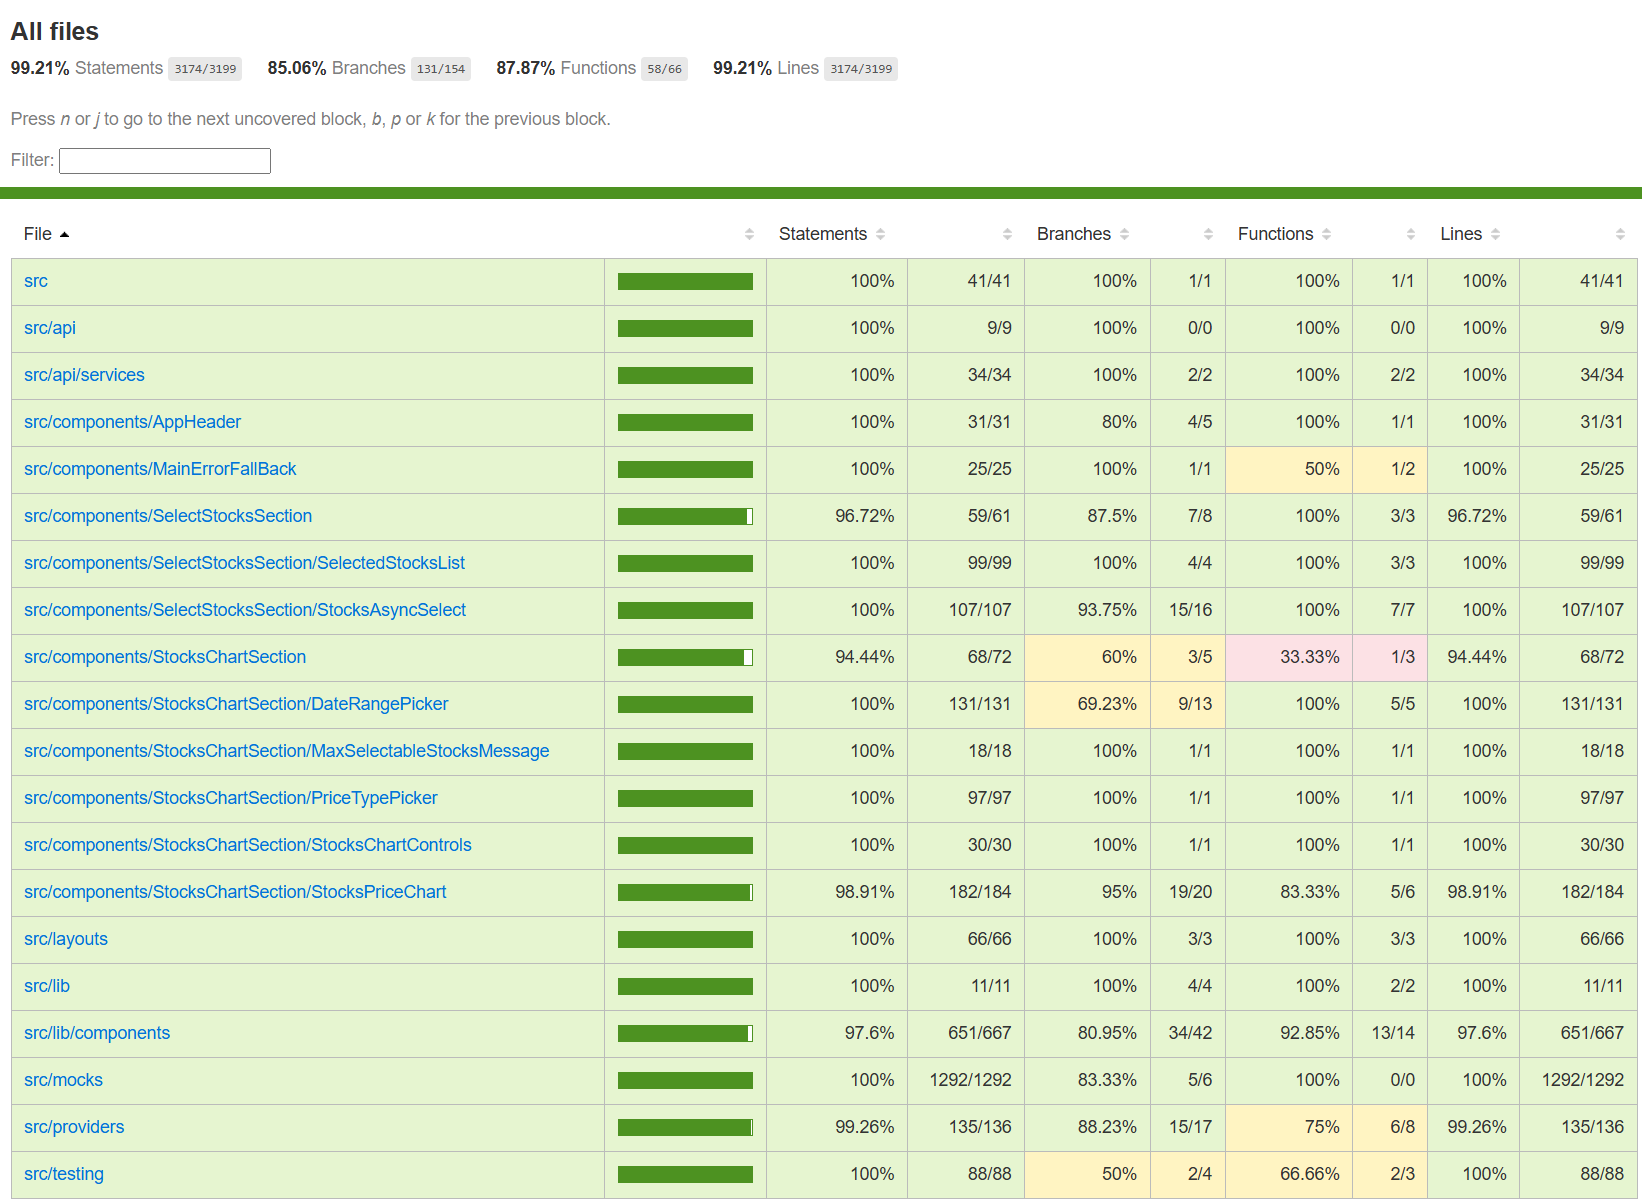 All files
99.21% Statements 3174/3199 85.06% Branches 131/154 87.87% Functions 58/66 99.21% Lines 3174/3199
Press n or j to go to the next uncovered block, b, p or k for the previous block.
Filter:
File Statements Branches Functions Lines
src 100% 41/41 100% 1/1 100% 1/1 100% 41/41
src/api 100% 9/9 100% 0/0 100% 0/0 100% 9/9
src/api/services 100% 34/34 100% 2/2 100% 2/2 100% 34/34
src/components/AppHeader 100% 31/31 80% 4/5 100% 1/1 100% 31/31
src/components/MainErrorFallBack 100% 25/25 100% 1/1 50% 1/2 100% 25/25
src/components/SelectStocksSection 96.72% 59/61 87.5% 7/8 100% 3/3 96.72% 59/61
src/components/SelectStocksSection/SelectedStocksList 100% 99/99 100% 4/4 100% 3/3 100% 99/99
src/components/SelectStocksSection/StocksAsyncSelect 100% 107/107 93.75% 15/16 100% 7/7 100% 107/107
src/components/StocksChartSection 94.44% 68/72 60% 3/5 33.33% 1/3 94.44% 68/72
src/components/StocksChartSection/DateRangePicker 100% 131/131 69.23% 9/13 100% 5/5 100% 131/131
src/components/StocksChartSection/MaxSelectableStocksMessage 100% 18/18 100% 1/1 100% 1/1 100% 18/18
src/components/StocksChartSection/PriceTypePicker 100% 97/97 100% 1/1 100% 1/1 100% 97/97
src/components/StocksChartSection/StocksChartControls 100% 30/30 100% 1/1 100% 1/1 100% 30/30
src/components/StocksChartSection/StocksPriceChart 98.91% 182/184 95% 19/20 83.33% 5/6 98.91% 182/184
src/layouts 100% 66/66 100% 3/3 100% 3/3 100% 66/66
src/lib 100% 11/11 100% 4/4 100% 2/2 100% 11/11
src/lib/components 97.6% 651/667 80.95% 34/42 92.85% 13/14 97.6% 651/667
src/mocks 100% 1292/1292 83.33% 5/6 100% 0/0 100% 1292/1292
src/providers 99.26% 135/136 88.23% 15/17 75% 6/8 99.26% 135/136
src/testing 100% 88/88 50% 2/4 66.66% 2/3 100% 88/88